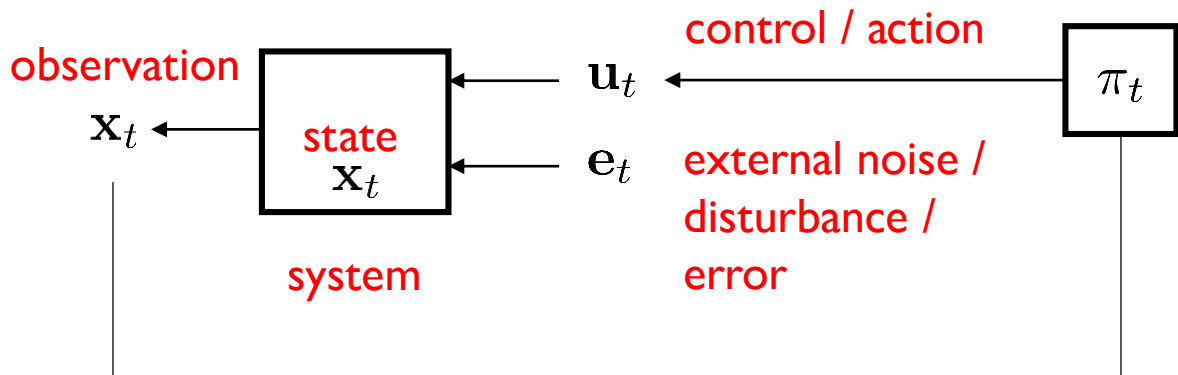 control / action
observation
u_t
π_t
x_t
state
x_t
e_t
external noise /
disturbance /
error
system